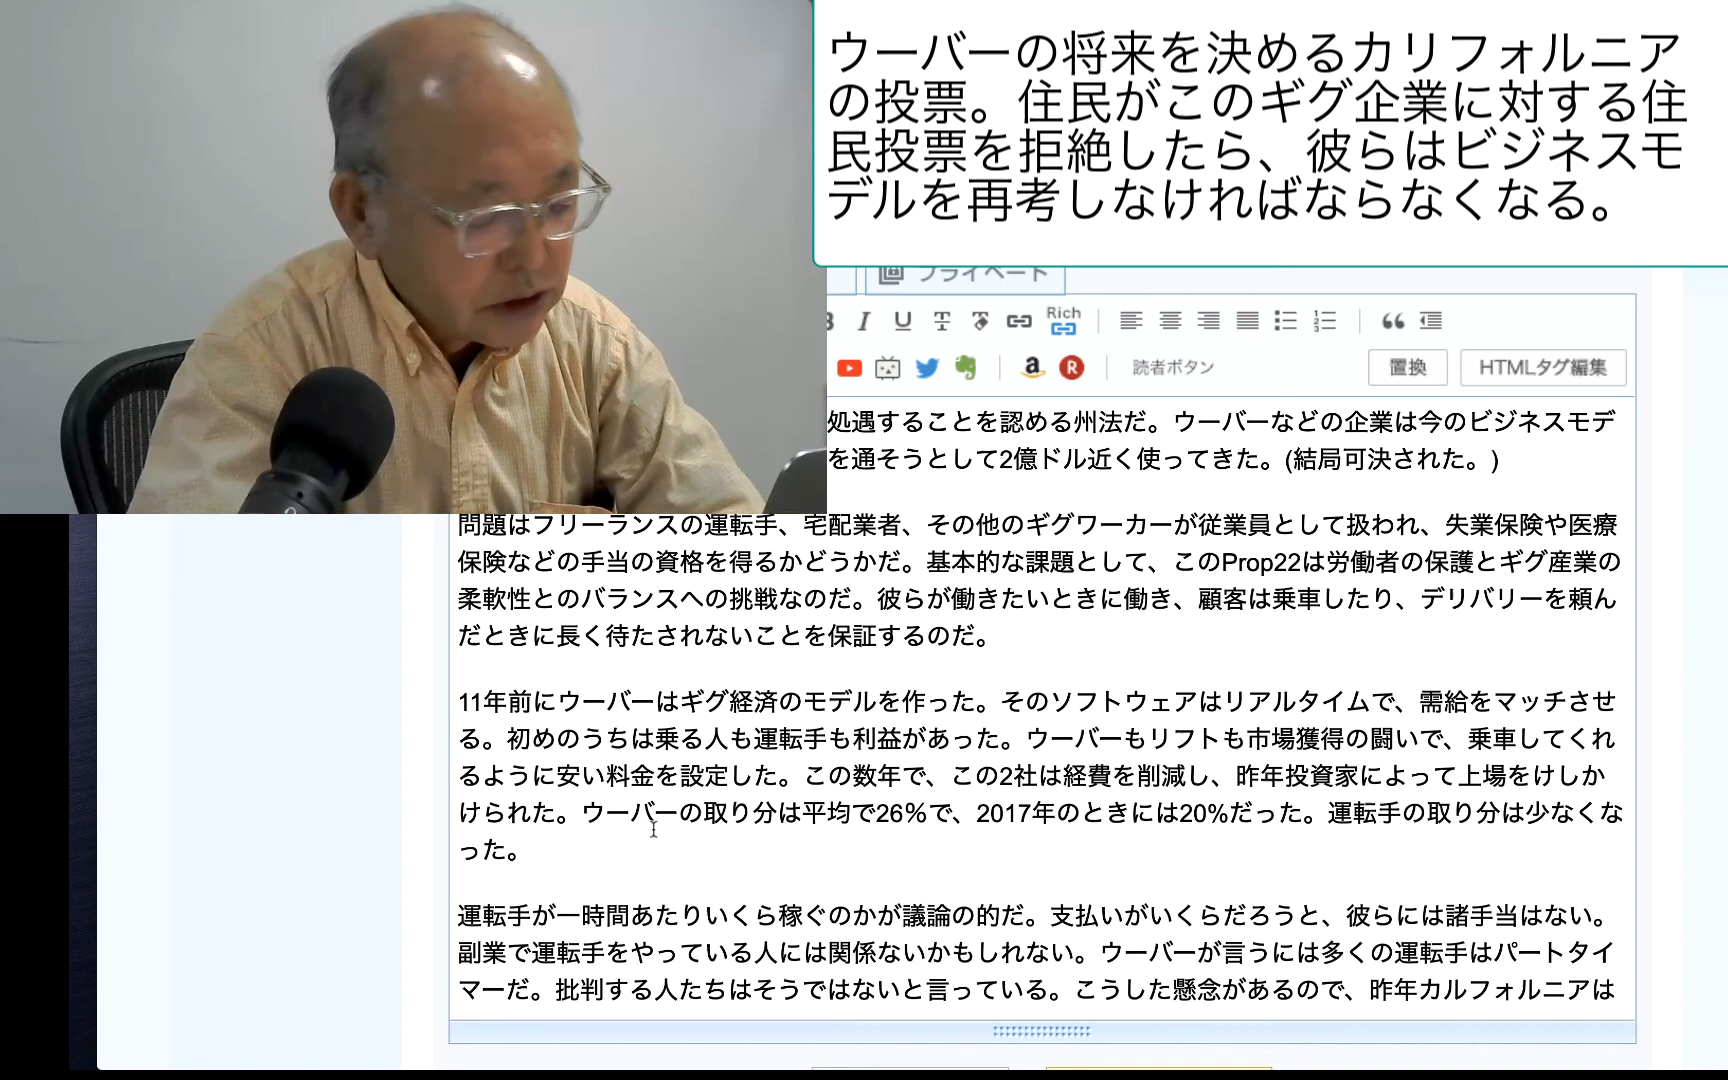 ウーバーの将来を決めるカリフォルニア
の投票。住民がこのギグ企業に対する住
民投票を拒絶したら、彼らはビジネスモ
デルを再考しなければならなくなる。
プライベート
B I U T Rich
読者ボタン 置換 HTMLタグ編集
処遇することを認める州法だ。ウーバーなどの企業は今のビジネスモデ
を通そうとして2億ドル近く使ってきた。(結局可決された。)
問題はフリーランスの運転手、宅配業者、その他のギグワーカーが従業員として扱われ、失業保険や医療
保険などの手当の資格を得るかどうかだ。基本的な課題として、このProp22は労働者の保護とギグ産業の
柔軟性とのバランスへの挑戦なのだ。彼らが働きたいときに働き、顧客は乗車したり、デリバリーを頼ん
だときに長く待たされないことを保証するのだ。
11年前にウーバーはギグ経済のモデルを作った。そのソフトウェアはリアルタイムで、需給をマッチさせ
る。初めのうちは乗る人も運転手も利益があった。ウーバーもリフトも市場獲得の闘いで、乗車してくれ
るように安い料金を設定した。この数年で、この2社は経費を削減し、昨年投資家によって上場をけしか
けられた。ウーバーの取り分は平均で26%で、2017年のときには20%だった。運転手の取り分は少なくな
った。
運転手が一時間あたりいくら稼ぐのかが議論の的だ。支払いがいくらだろうと、彼らには諸手当はない。
副業で運転手をやっている人には関係ないかもしれない。ウーバーが言うには多くの運転手はパートタイ
マーだ。批判する人たちはそうではないと言っている。こうした懸念があるので、昨年カルフォルニアは